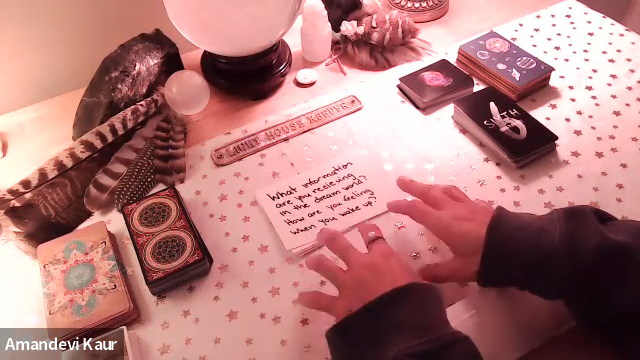 LIGHT HOUSE KEEPER
What information
are you recieving
in the dream world?
How are you feeling
when you wake up?
Amandevi Kaur